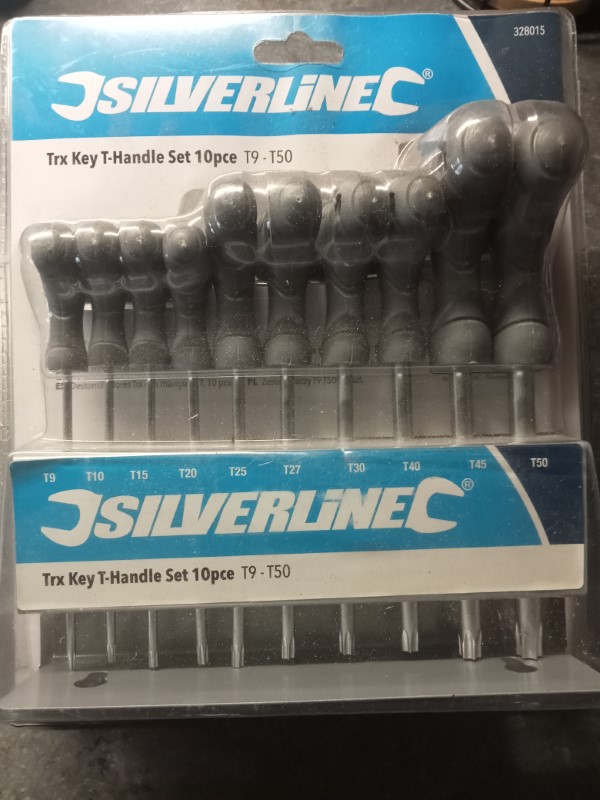 328015
SILVERLINE®
Trx Key T-Handle Set 10pce T9 - T50
T9 T10 T15 T20 T25 T27 T30 T40 T45 T50
SILVERLINE®
Trx Key T-Handle Set 10pce T9 - T50